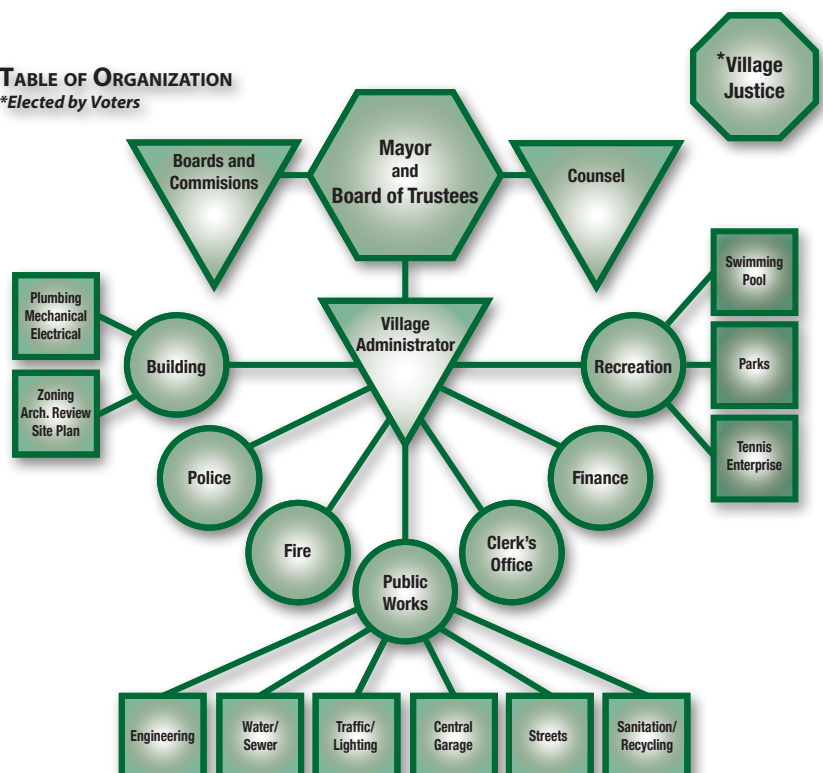 TABLE OF ORGANIZATION
*Elected by Voters
*Village
Justice
Boards and
Commisions
Mayor
and
Board of Trustees
Counsel
Village
Administrator
Plumbing
Mechanical
Electrical
Zoning
Arch. Review
Site Plan
Building
Recreation
Swimming
Pool
Parks
Tennis
Enterprise
Police
Fire
Public
Works
Clerk's
Office
Finance
Engineering
Water/
Sewer
Traffic/
Lighting
Central
Garage
Streets
Sanitation/
Recycling